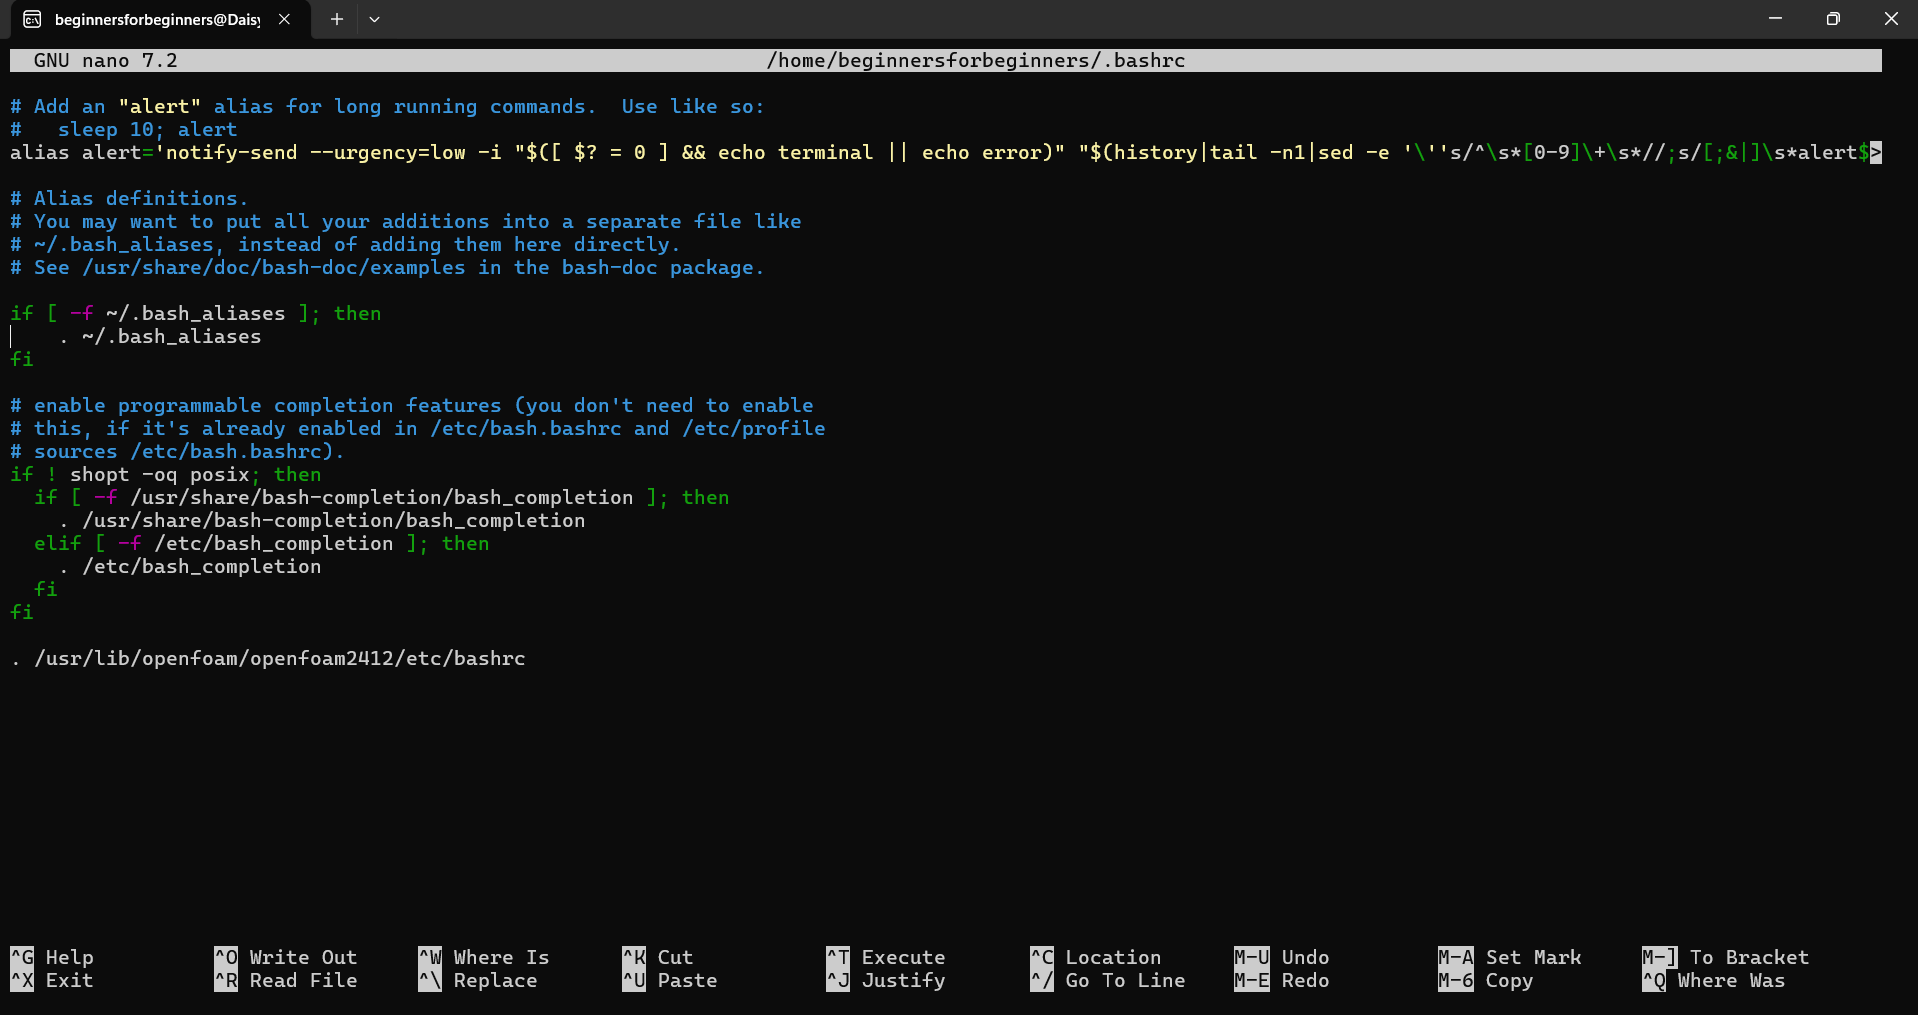 beginnersforbeginners@Daisy
GNU nano 7.2 /home/beginnersforbeginners/.bashrc
# Add an "alert" alias for long running commands.  Use like so:
#   sleep 10; alert
alias alert='notify-send --urgency=low -i "$([ $? = 0 ] && echo terminal || echo error)" "$(history|tail -n1|sed -e '\''s/^\s*[0-9]\+\s*//;s/[;&|]\s*alert$>
# Alias definitions.
# You may want to put all your additions into a separate file like
# ~/.bash_aliases, instead of adding them here directly.
# See /usr/share/doc/bash-doc/examples in the bash-doc package.
if [ -f ~/.bash_aliases ]; then
    . ~/.bash_aliases
fi
# enable programmable completion features (you don't need to enable
# this, if it's already enabled in /etc/bash.bashrc and /etc/profile
# sources /etc/bash.bashrc).
if ! shopt -oq posix; then
  if [ -f /usr/share/bash-completion/bash_completion ]; then
    . /usr/share/bash-completion/bash_completion
  elif [ -f /etc/bash_completion ]; then
    . /etc/bash_completion
  fi
fi
. /usr/lib/openfoam/openfoam2412/etc/bashrc
^G Help ^O Write Out ^W Where Is ^K Cut ^T Execute ^C Location M-U Undo M-A Set Mark M-] To Bracket
^X Exit ^R Read File ^\ Replace ^U Paste ^J Justify ^/ Go To Line M-E Redo M-6 Copy ^Q Where Was